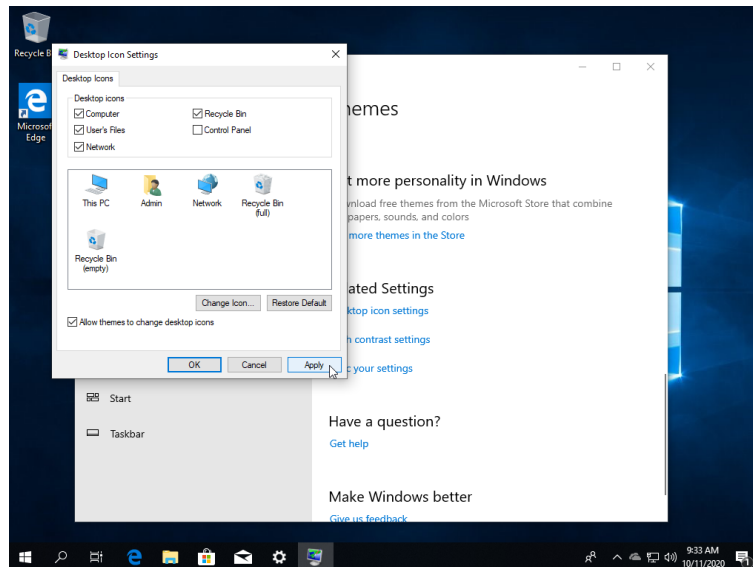 Recycle B
Microsof
Edge
Desktop Icon Settings
Desktop Icons
Desktop icons
Computer
Recycle Bin
User's Files
Control Panel
Network
This PC
Admin
Network
Recycle Bin
(full)
Recycle Bin
(empty)
Change Icon...
Restore Default
Allow themes to change desktop icons
OK
Cancel
Apply
emes
t more personality in Windows
nload free themes from the Microsoft Store that combine
papers, sounds, and colors
more themes in the Store
ated Settings
ktop icon settings
h contrast settings
c your settings
Start
Taskbar
Have a question?
Get help
Make Windows better
Give us feedback
9:33 AM
10/11/2020